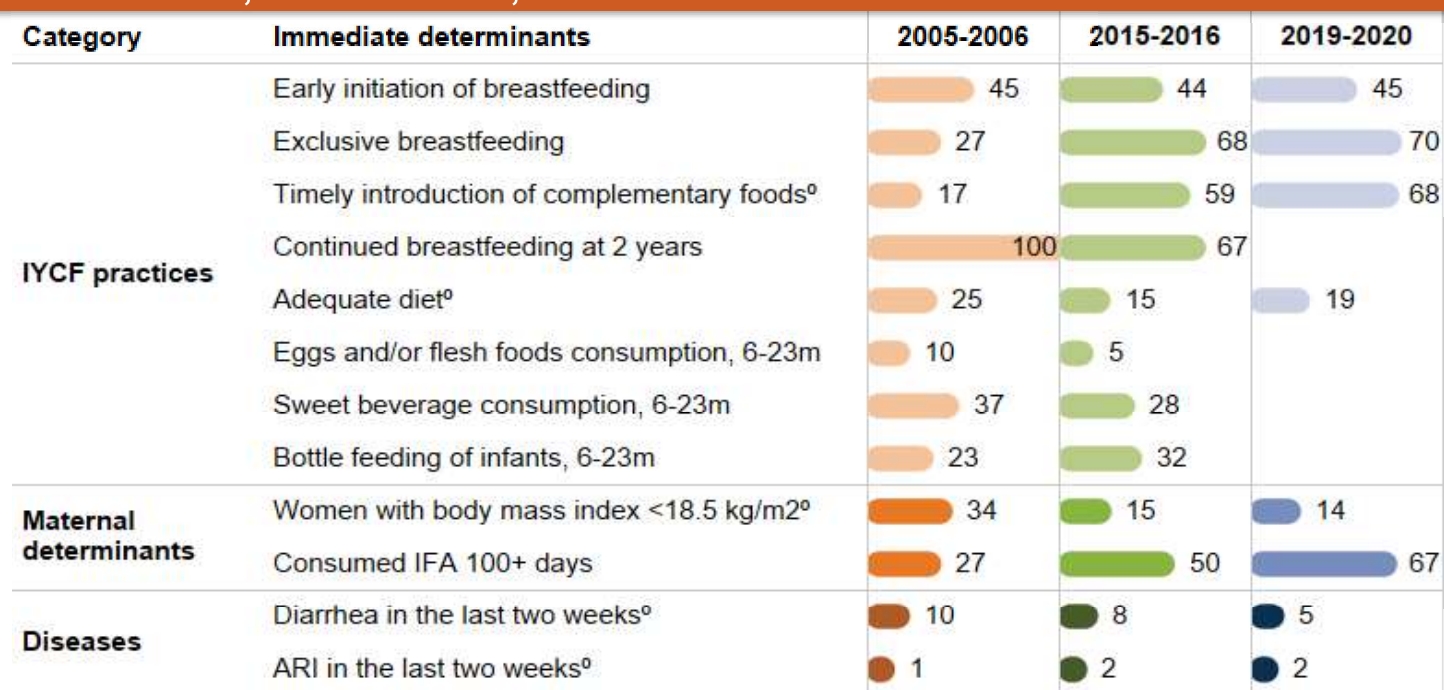 Category Immediate determinants 2005-2006 2015-2016 2019-2020
Early initiation of breastfeeding 45 44 45
Exclusive breastfeeding 27 68 70
Timely introduction of complementary foodsº 17 59 68
Continued breastfeeding at 2 years 100 67
IYCF practices
Adequate dietº 25 15 19
Eggs and/or flesh foods consumption, 6-23m 10 5
Sweet beverage consumption, 6-23m 37 28
Bottle feeding of infants, 6-23m 23 32
Maternal determinants
Women with body mass index <18.5 kg/m2º 34 15 14
Consumed IFA 100+ days 27 50 67
Diseases
Diarrhea in the last two weeksº 10 8 5
ARI in the last two weeksº 1 2 2